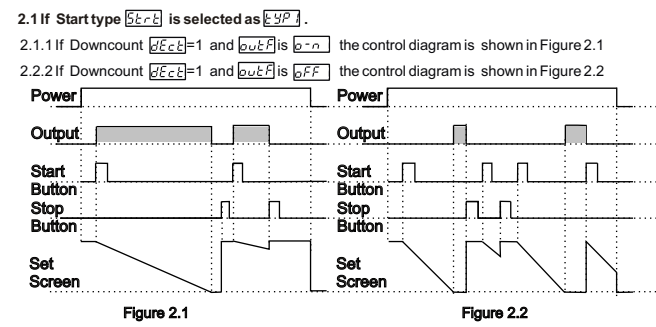 2.1 If Start type Strt is selected as tYP1 .
2.1.1 If Downcount dEct=1 and outF is o-n the control diagram is shown in Figure 2.1
2.2.2 If Downcount dEct=1 and outF is oFF the control diagram is shown in Figure 2.2
Power
Output
Start
Button
Stop
Button
Set
Screen
Figure 2.1
Power
Output
Start
Button
Stop
Button
Set
Screen
Figure 2.2